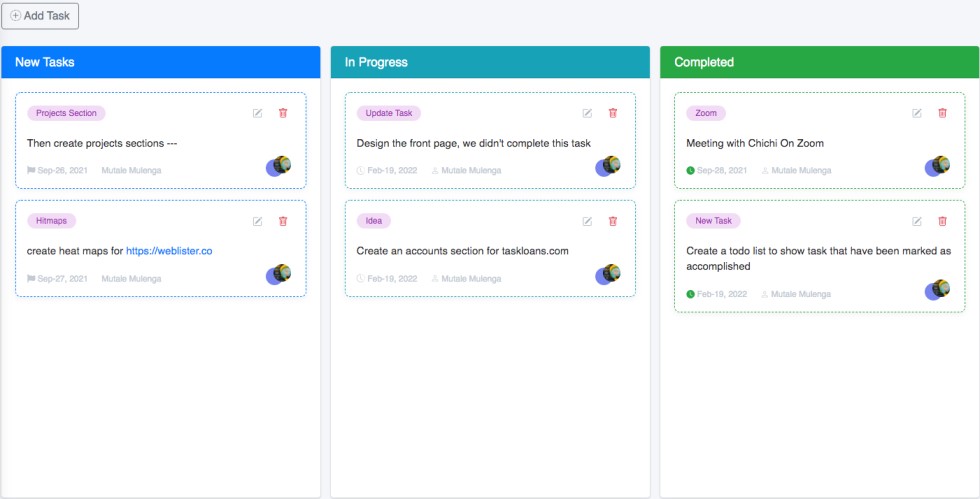 Add Task
New Tasks
Projects Section
Then create projects sections ---
Sep-26, 2021 Mutale Mulenga
Hitmaps
create heat maps for https://weblister.co
Sep-27, 2021 Mutale Mulenga
In Progress
Update Task
Design the front page, we didn't complete this task
Feb-19, 2022 Mutale Mulenga
Idea
Create an accounts section for taskloans.com
Feb-19, 2022 Mutale Mulenga
Completed
Zoom
Meeting with Chichi On Zoom
Sep-28, 2021 Mutale Mulenga
New Task
Create a todo list to show task that have been marked as
accomplished
Feb-19, 2022 Mutale Mulenga